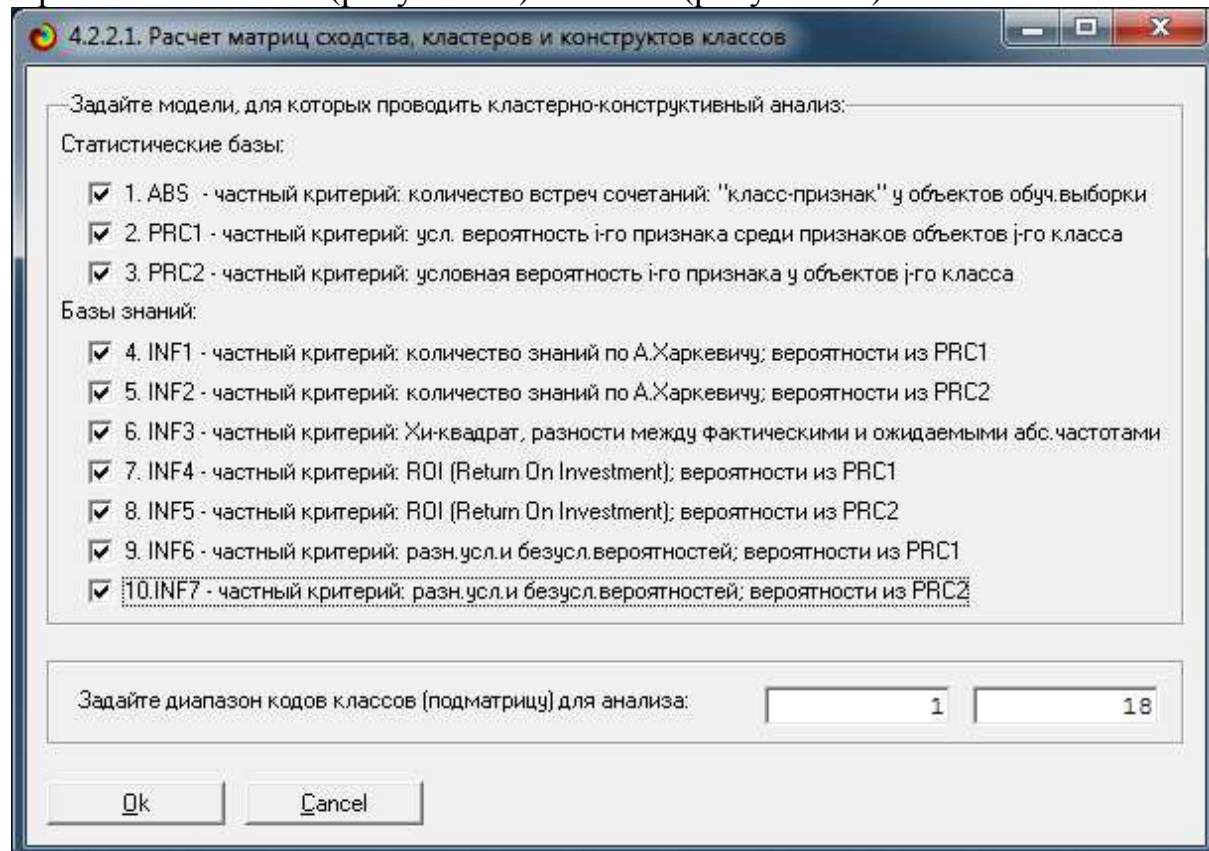 4.2.2.1. Расчет матриц сходства, кластеров и конструктов классов
Задайте модели, для которых проводить кластерно-конструктивный анализ:
Статистические базы:
1. ABS - частный критерий: количество встреч сочетаний: "класс-признак" у объектов обуч.выборки
2. PRC1 - частный критерий: усл. вероятность i-го признака среди признаков объектов j-го класса
3. PRC2 - частный критерий: условная вероятность i-го признака у объектов j-го класса
Базы знаний:
4. INF1 - частный критерий: количество знаний по А.Харкевичу; вероятности из PRC1
5. INF2 - частный критерий: количество знаний по А.Харкевичу; вероятности из PRC2
6. INF3 - частный критерий: Хи-квадрат, разности между фактическими и ожидаемыми абс.частотами
7. INF4 - частный критерий: ROI (Return On Investment); вероятности из PRC1
8. INF5 - частный критерий: ROI (Return On Investment); вероятности из PRC2
9. INF6 - частный критерий: разн.усл.и безусл.вероятностей; вероятности из PRC1
10.INF7 - частный критерий: разн.усл.и безусл.вероятностей; вероятности из PRC2
Задайте диапазон кодов классов (подматрицу) для анализа: 1 18
Ok Cancel